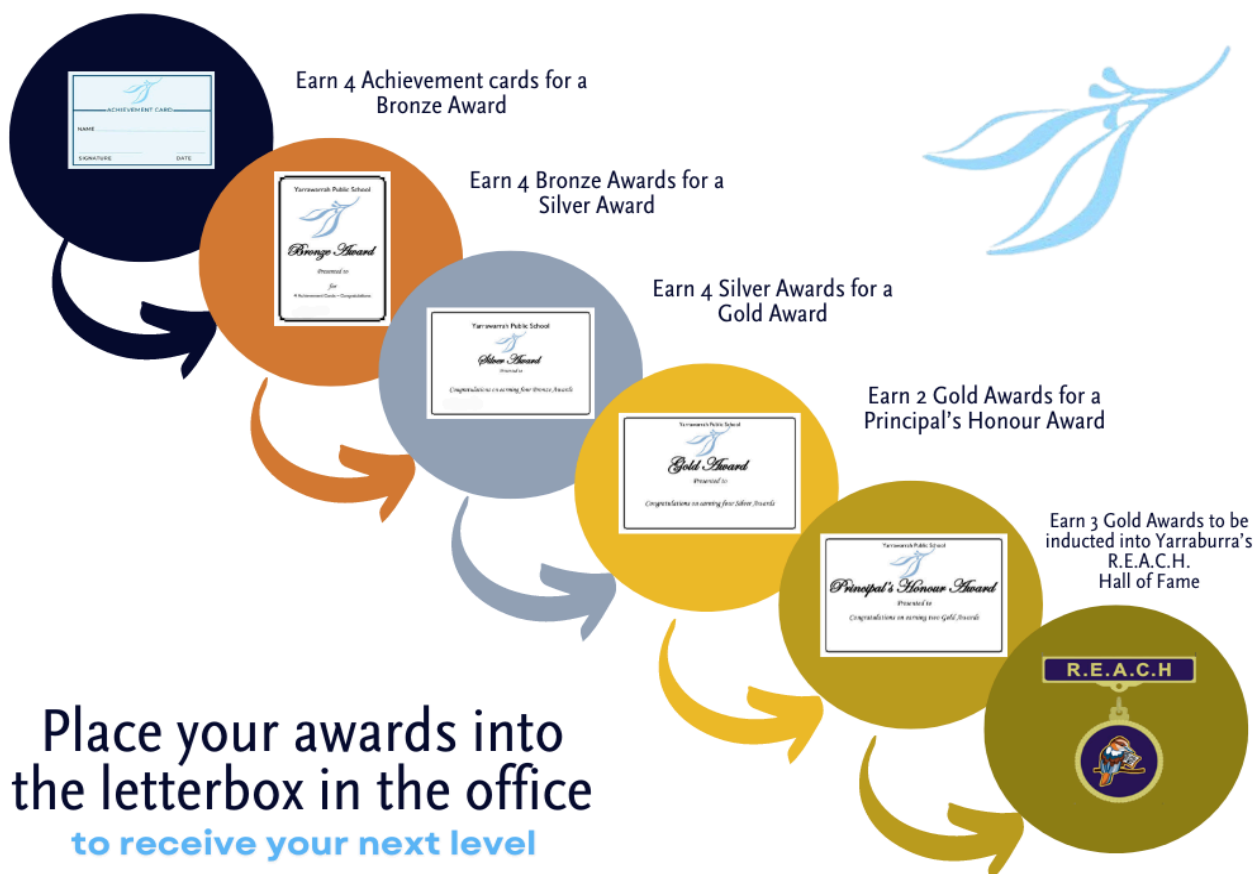 ACHIEVEMENT CARD
NAME
SIGNATURE DATE
Earn 4 Achievement cards for a
Bronze Award
Yarrawarrah Public School
Bronze Award
Presented to
for
4 Achievement Cards - Congratulations
Earn 4 Bronze Awards for a
Silver Award
Yarrawarrah Public School
Silver Award
Presented to
Congratulations on earning four Bronze Awards
Earn 4 Silver Awards for a
Gold Award
Yarrawarrah Public School
Gold Award
Presented to
Congratulations on earning four Silver Awards
Earn 2 Gold Awards for a
Principal's Honour Award
Yarrawarrah Public School
Principal's Honour Award
Presented to
Congratulations on earning two Gold Awards
Earn 3 Gold Awards to be
inducted into Yarraburra's
R.E.A.C.H.
Hall of Fame
R.E.A.C.H
Place your awards into
the letterbox in the office
to receive your next level